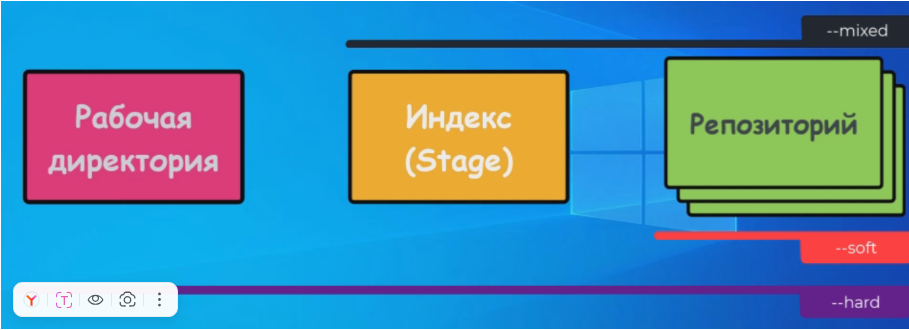 --mixed
Рабочая
директория
Индекс
(Stage)
Репозиторий
--soft
--hard